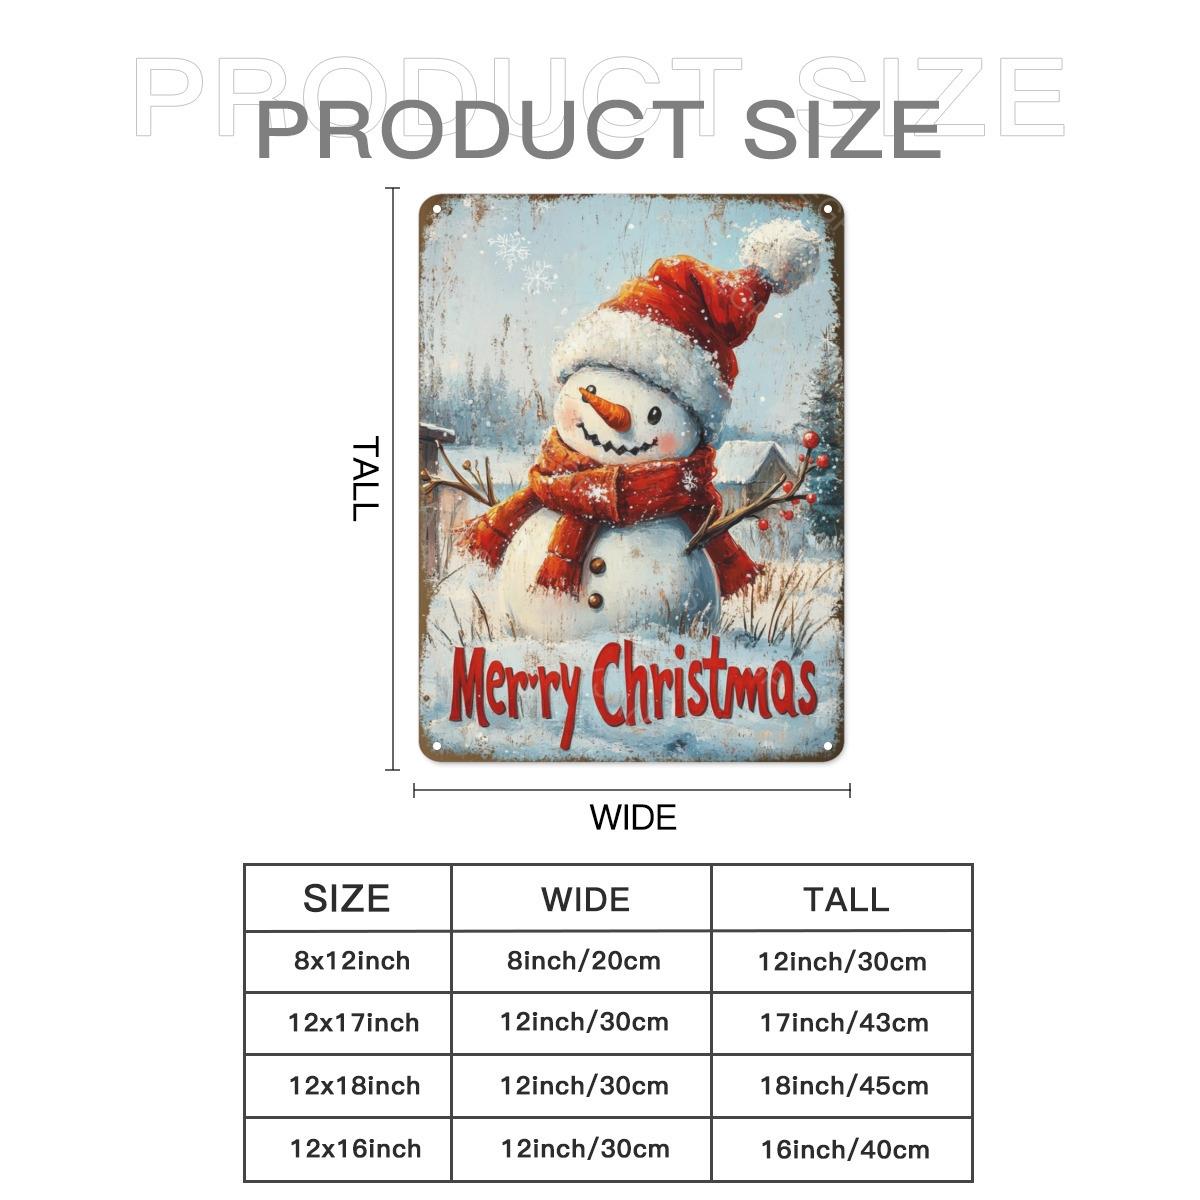 PRODUCT SIZE
PRODUCT SIZE
TALL
Merry Christmas
WIDE
SIZE WIDE TALL
8x12inch 8inch/20cm 12inch/30cm
12x17inch 12inch/30cm 17inch/43cm
12x18inch 12inch/30cm 18inch/45cm
12x16inch 12inch/30cm 16inch/40cm